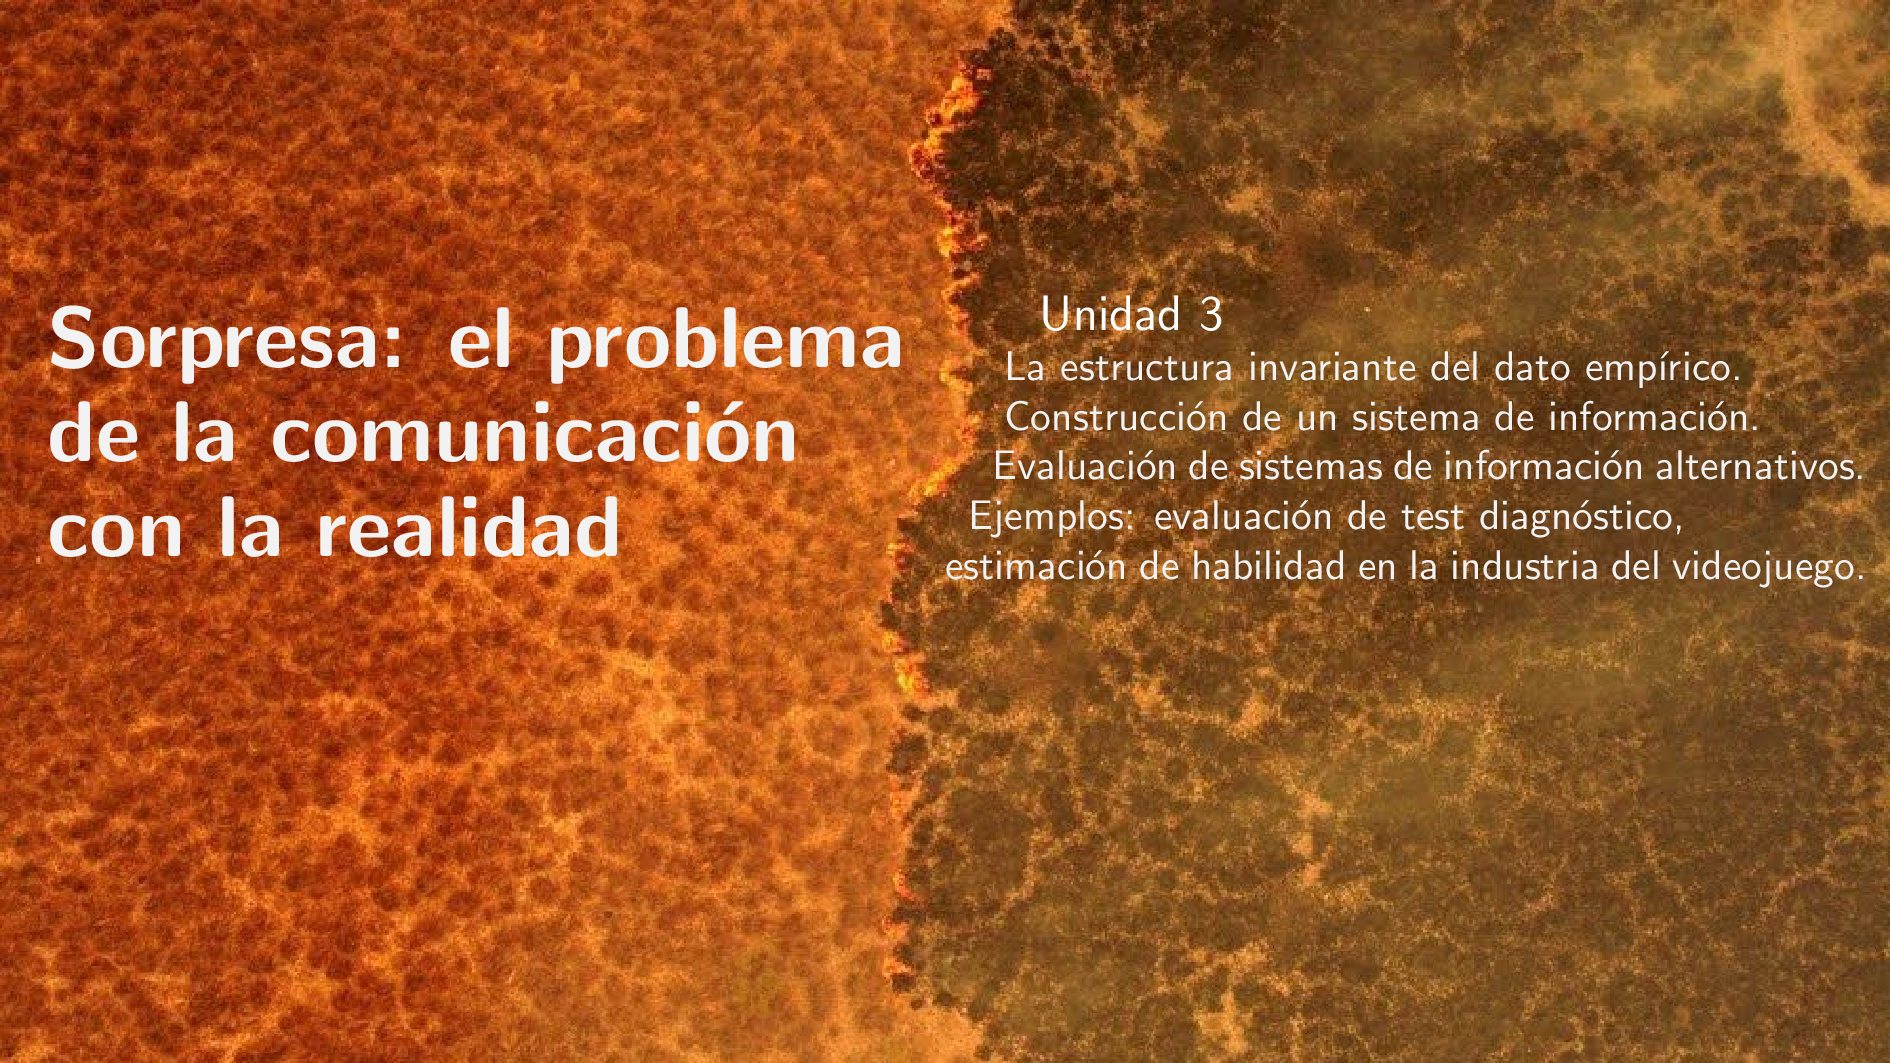 Sorpresa: el problema
de la comunicación
con la realidad
Unidad 3
La estructura invariante del dato empírico.
Construcción de un sistema de información.
Evaluación de sistemas de información alternativos.
Ejemplos: evaluación de test diagnóstico,
estimación de habilidad en la industria del videojuego.